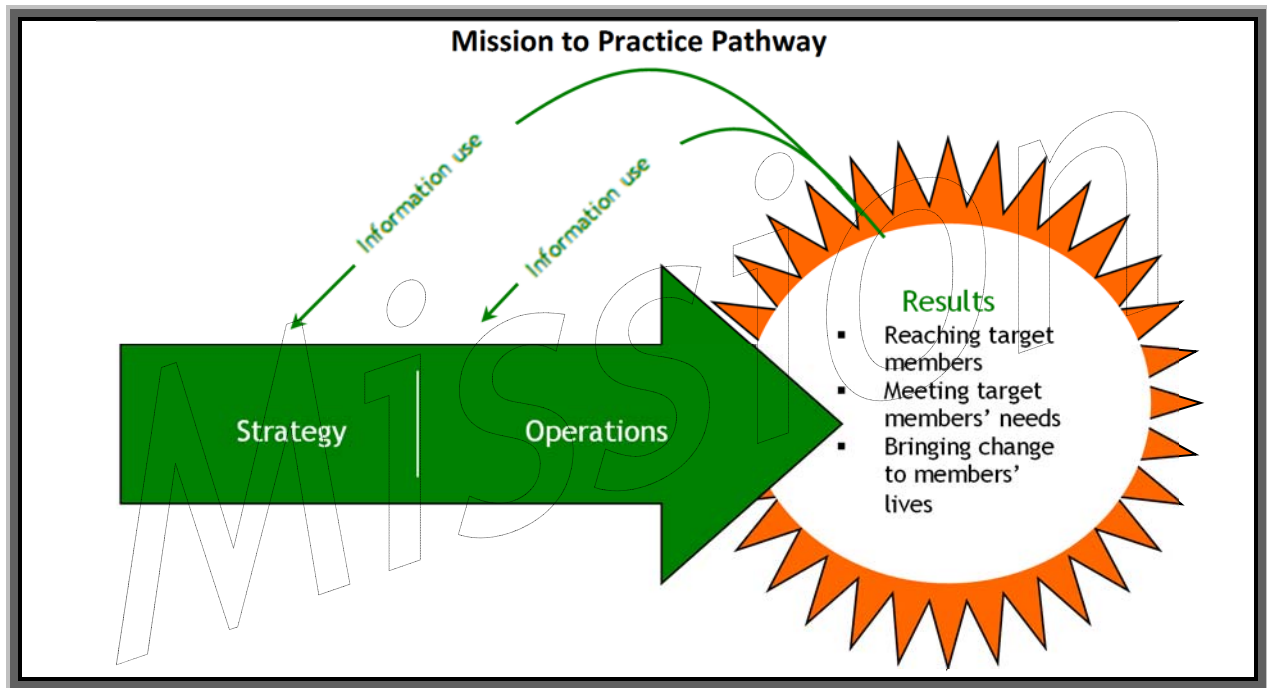 Mission to Practice Pathway
Information use
Information use
Mission
Strategy
Operations
Results
▪ Reaching target
members
▪ Meeting target
members’ needs
▪ Bringing change
to members’
lives